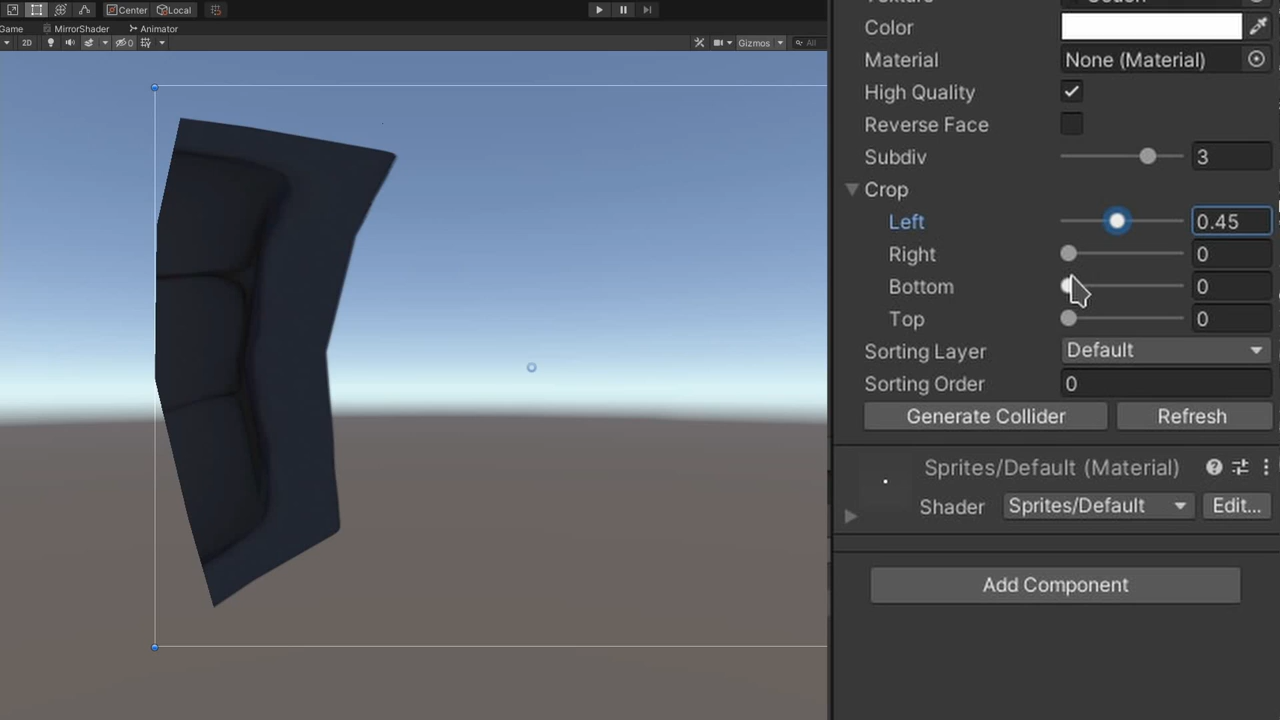 Center Local
Game MirrorShader Animator
2D 0 Gizmos All
Color
Material None (Material)
High Quality
Reverse Face
Subdiv 3
Crop
Left 0.45
Right 0
Bottom 0
Top 0
Sorting Layer Default
Sorting Order 0
Generate Collider Refresh
Sprites/Default (Material)
Shader Sprites/Default Edit...
Add Component